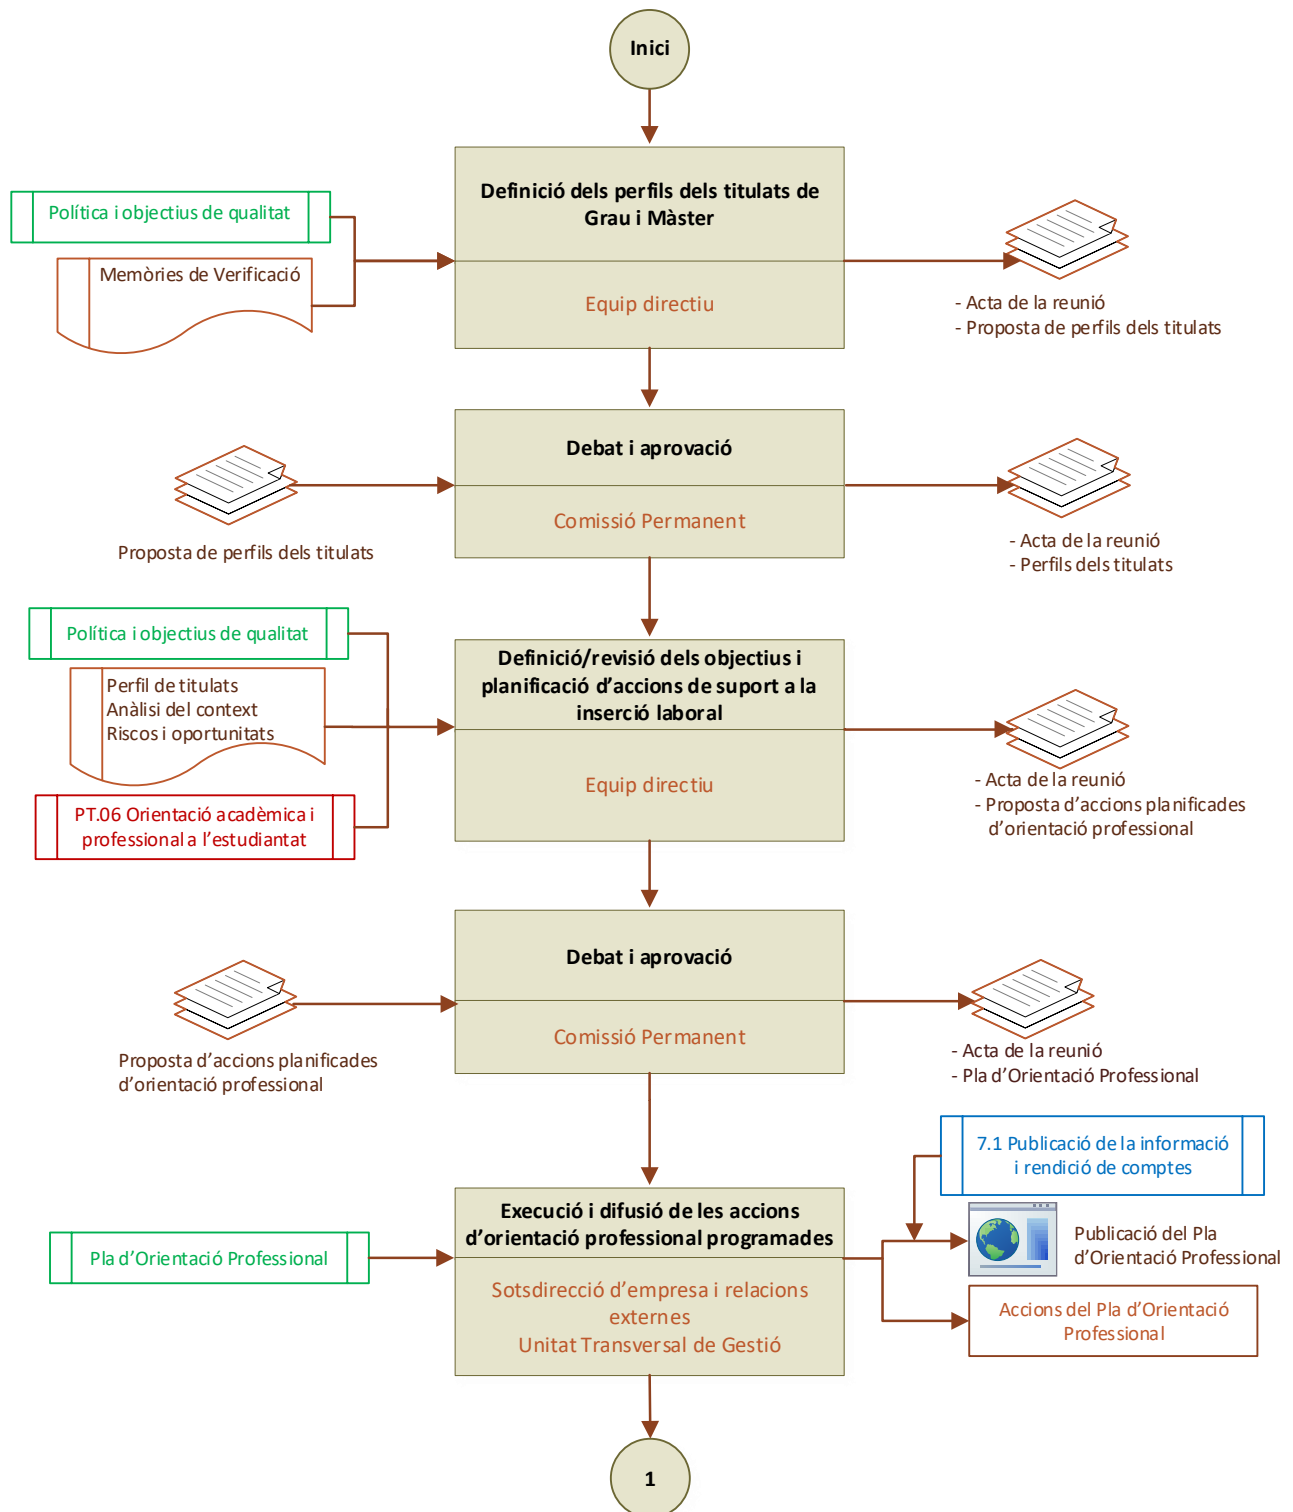 Inici
Definició dels perfils dels titulats de
Grau i Màster
Equip directiu
Política i objectius de qualitat
Memòries de Verificació
- Acta de la reunió
- Proposta de perfils dels titulats
Debat i aprovació
Comissió Permanent
Proposta de perfils dels titulats
- Acta de la reunió
- Perfils dels titulats
Política i objectius de qualitat
Perfil de titulats
Anàlisi del context
Riscos i oportunitats
PT.06 Orientació acadèmica i
professional a l’estudiantat
Definició/revisió dels objectius i
planificació d’accions de suport a la
inserció laboral
Equip directiu
- Acta de la reunió
- Proposta d’accions planificades
d’orientació professional
Debat i aprovació
Comissió Permanent
Proposta d’accions planificades
d’orientació professional
- Acta de la reunió
- Pla d’Orientació Professional
7.1 Publicació de la informació
i rendició de comptes
Execució i difusió de les accions
d’orientació professional programades
Sotsdirecció d’empresa i relacions
externes
Unitat Transversal de Gestió
Pla d’Orientació Professional
Publicació del Pla
d’Orientació Professional
Accions del Pla d’Orientació
Professional
1